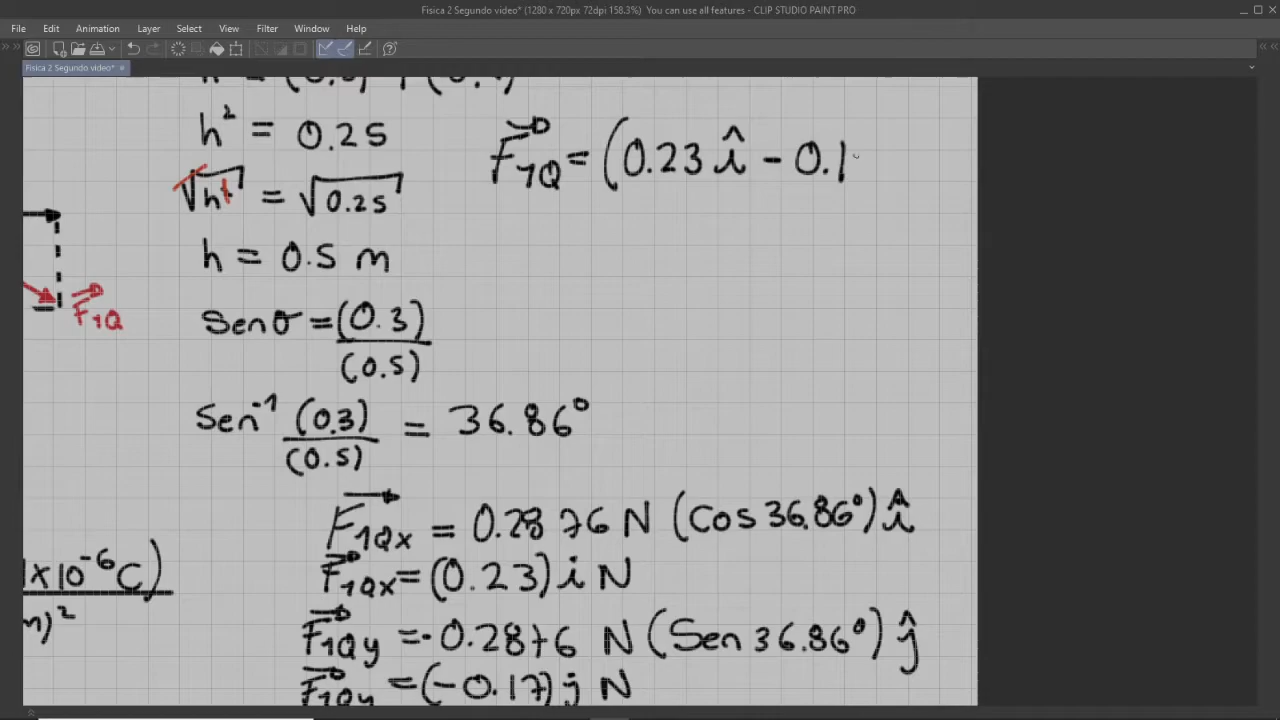 Fisica 2 Segundo video* (1280 x 720px 72dpi 158.3%) You can use all features - CLIP STUDIO PAINT PRO
File Edit Animation Layer Select View Filter Window Help
Fisica 2 Segundo video*
h² = 0.25
√h² = √0.25
h = 0.5 m
Sen σ = (0.3)
(0.5)
Sen⁻¹ (0.3) = 36.86°
(0.5)
F1Q = (0.23 î - 0.1
F1Q
F1Qx = 0.2876 N (Cos 36.86°) î
F1Qx = (0.23) i N
F1Qy = - 0.2876 N (Sen 36.86°) ĵ
F1Qy = (-0.17) j N
x10⁻⁶ C)
m)²